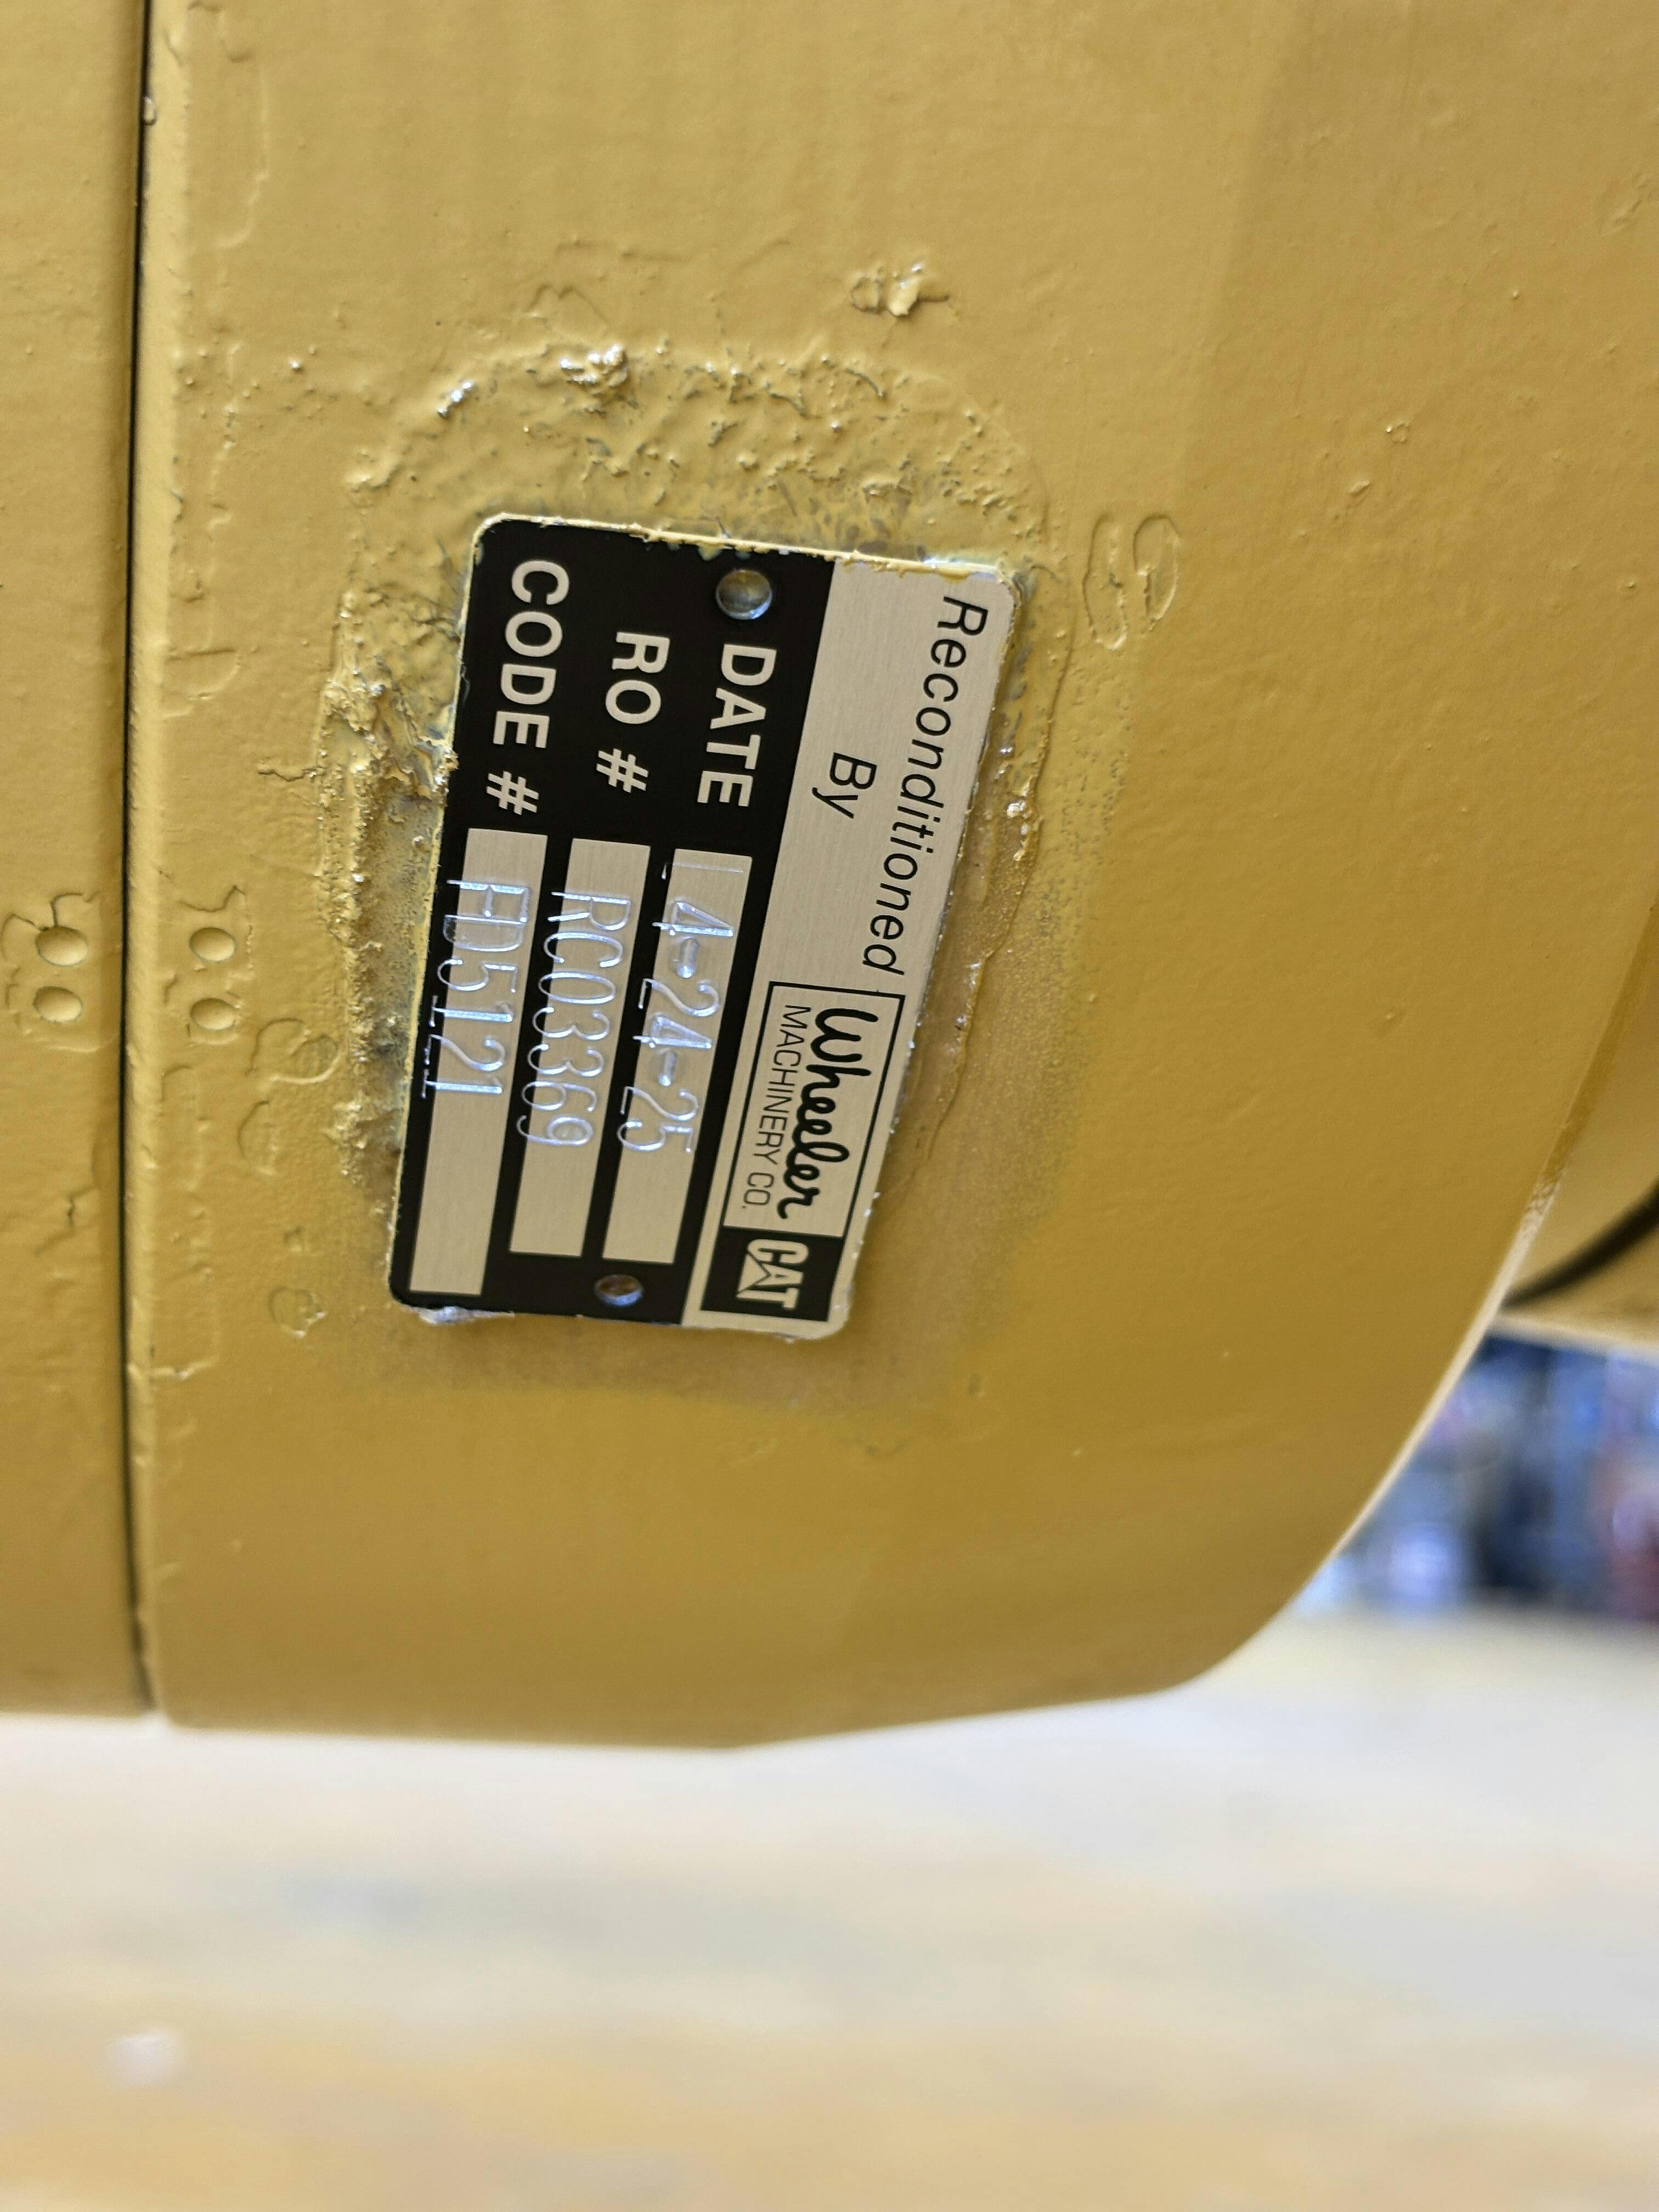 Reconditioned
By
Wheeler
MACHINERY CO.
CAT
DATE 4-24-25
RO # RC03369
CODE # FD5121